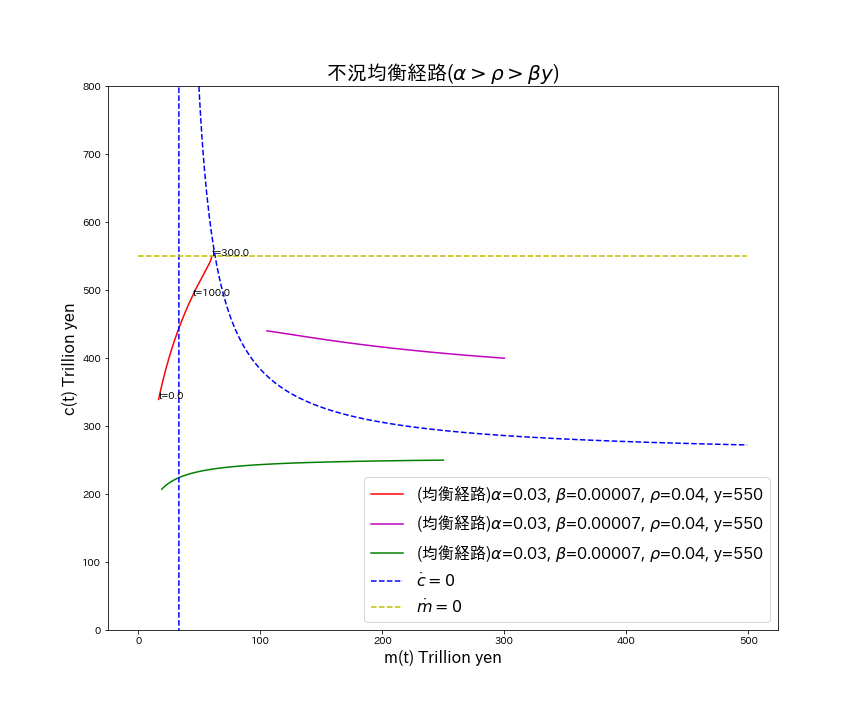 不況均衡経路(α > ρ > βy)
800
700
600
500
400
300
200
100
0
c(t) Trillion yen
t=300.0
t=100.0
t=0.0
(均衡経路)α=0.03, β=0.00007, ρ=0.04, y=550
(均衡経路)α=0.03, β=0.00007, ρ=0.04, y=550
(均衡経路)α=0.03, β=0.00007, ρ=0.04, y=550
ċ = 0
ṁ = 0
0 100 200 300 400 500
m(t) Trillion yen